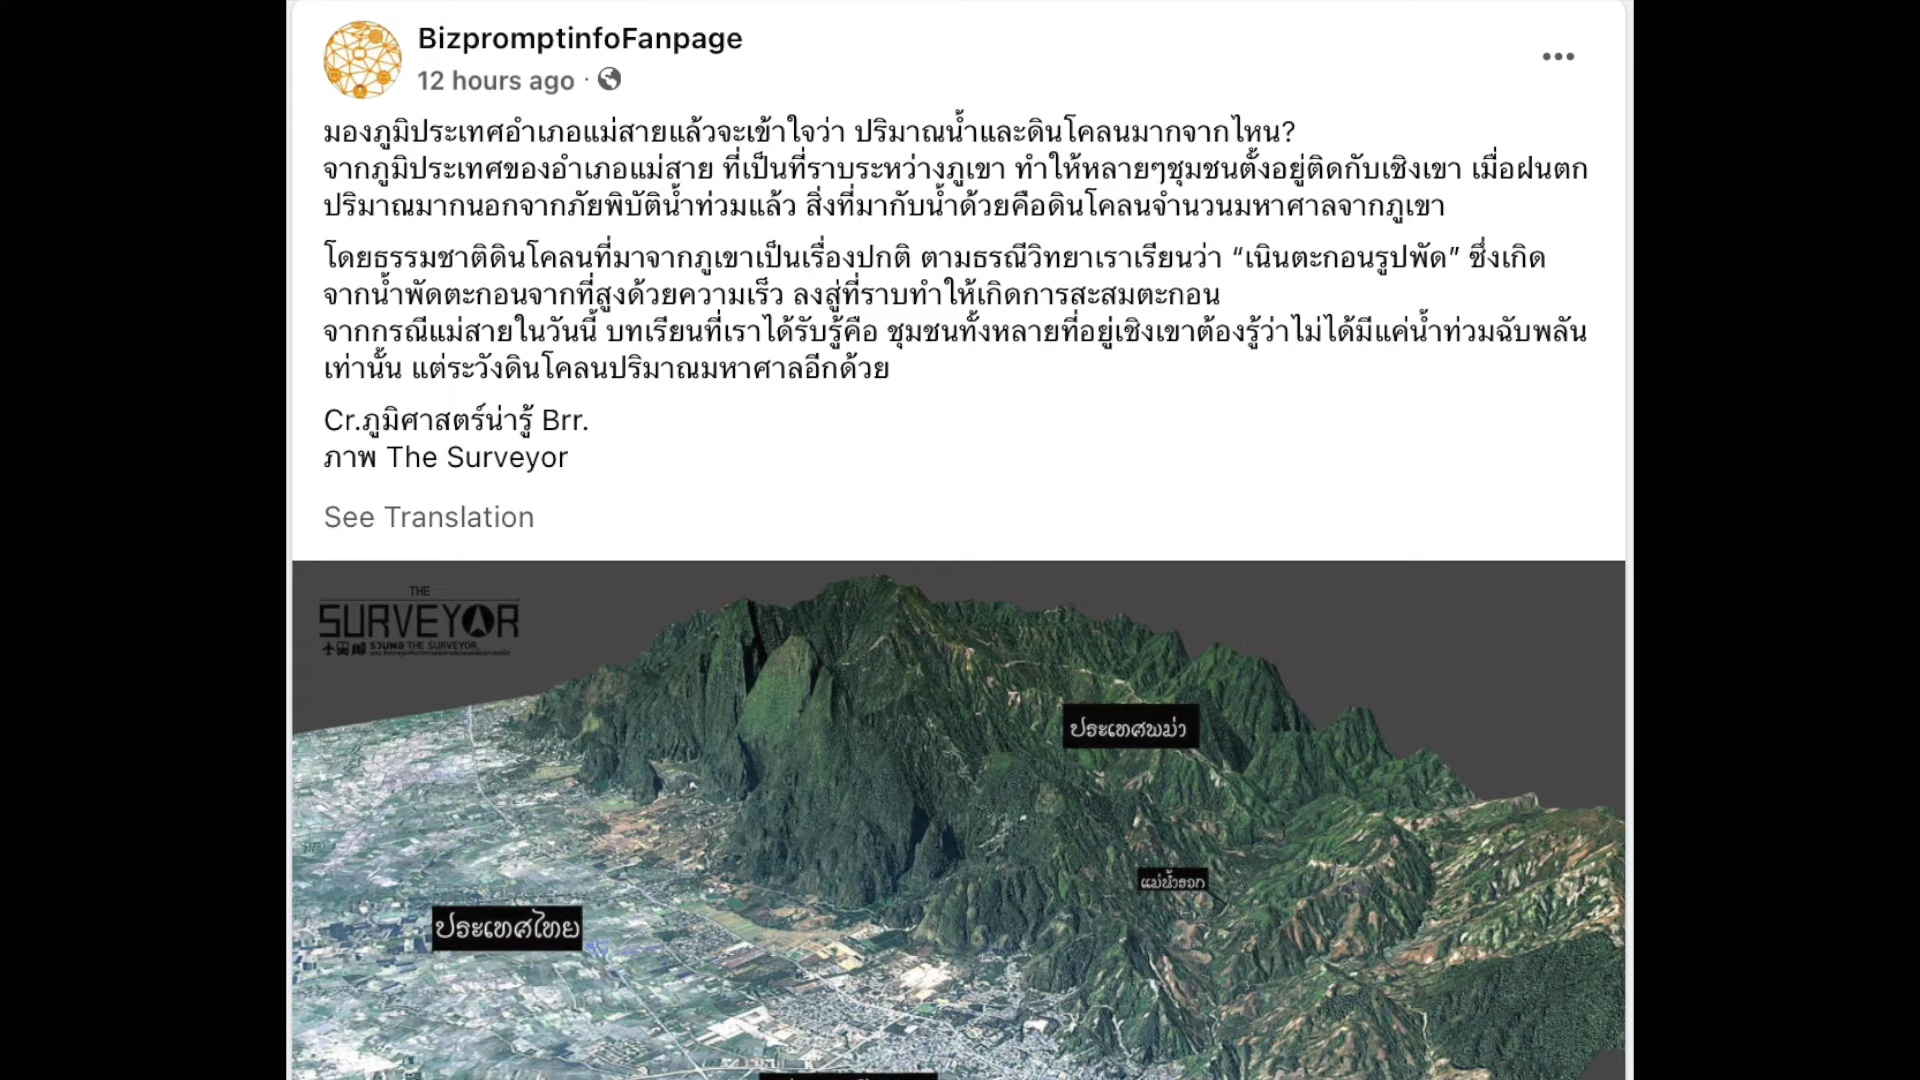 BizpromptinfoFanpage
12 hours ago ·
มองภูมิประเทศอำเภอแม่สายแล้วจะเข้าใจว่า ปริมาณน้ำและดินโคลนมากจากไหน?
จากภูมิประเทศของอำเภอแม่สาย ที่เป็นที่ราบระหว่างภูเขา ทำให้หลายๆชุมชนตั้งอยู่ติดกับเชิงเขา เมื่อฝนตก
ปริมาณมากนอกจากภัยพิบัติน้ำท่วมแล้ว สิ่งที่มากับน้ำด้วยคือดินโคลนจำนวนมหาศาลจากภูเขา
โดยธรรมชาติดินโคลนที่มาจากภูเขาเป็นเรื่องปกติ ตามธรณีวิทยาเราเรียนว่า “เนินตะกอนรูปพัด” ซึ่งเกิด
จากน้ำพัดตะกอนจากที่สูงด้วยความเร็ว ลงสู่ที่ราบทำให้เกิดการสะสมตะกอน
จากกรณีแม่สายในวันนี้ บทเรียนที่เราได้รับรู้คือ ชุมชนทั้งหลายที่อยู่เชิงเขาต้องรู้ว่าไม่ได้มีแค่น้ำท่วมฉับพลัน
เท่านั้น แต่ระวังดินโคลนปริมาณมหาศาลอีกด้วย
Cr.ภูมิศาสตร์น่ารู้ Brr.
ภาพ The Surveyor
See Translation
THE
SURVEYOR
รวมพล THE SURVEYOR
ประเทศพม่า
แม่น้ำรวก
ประเทศไทย